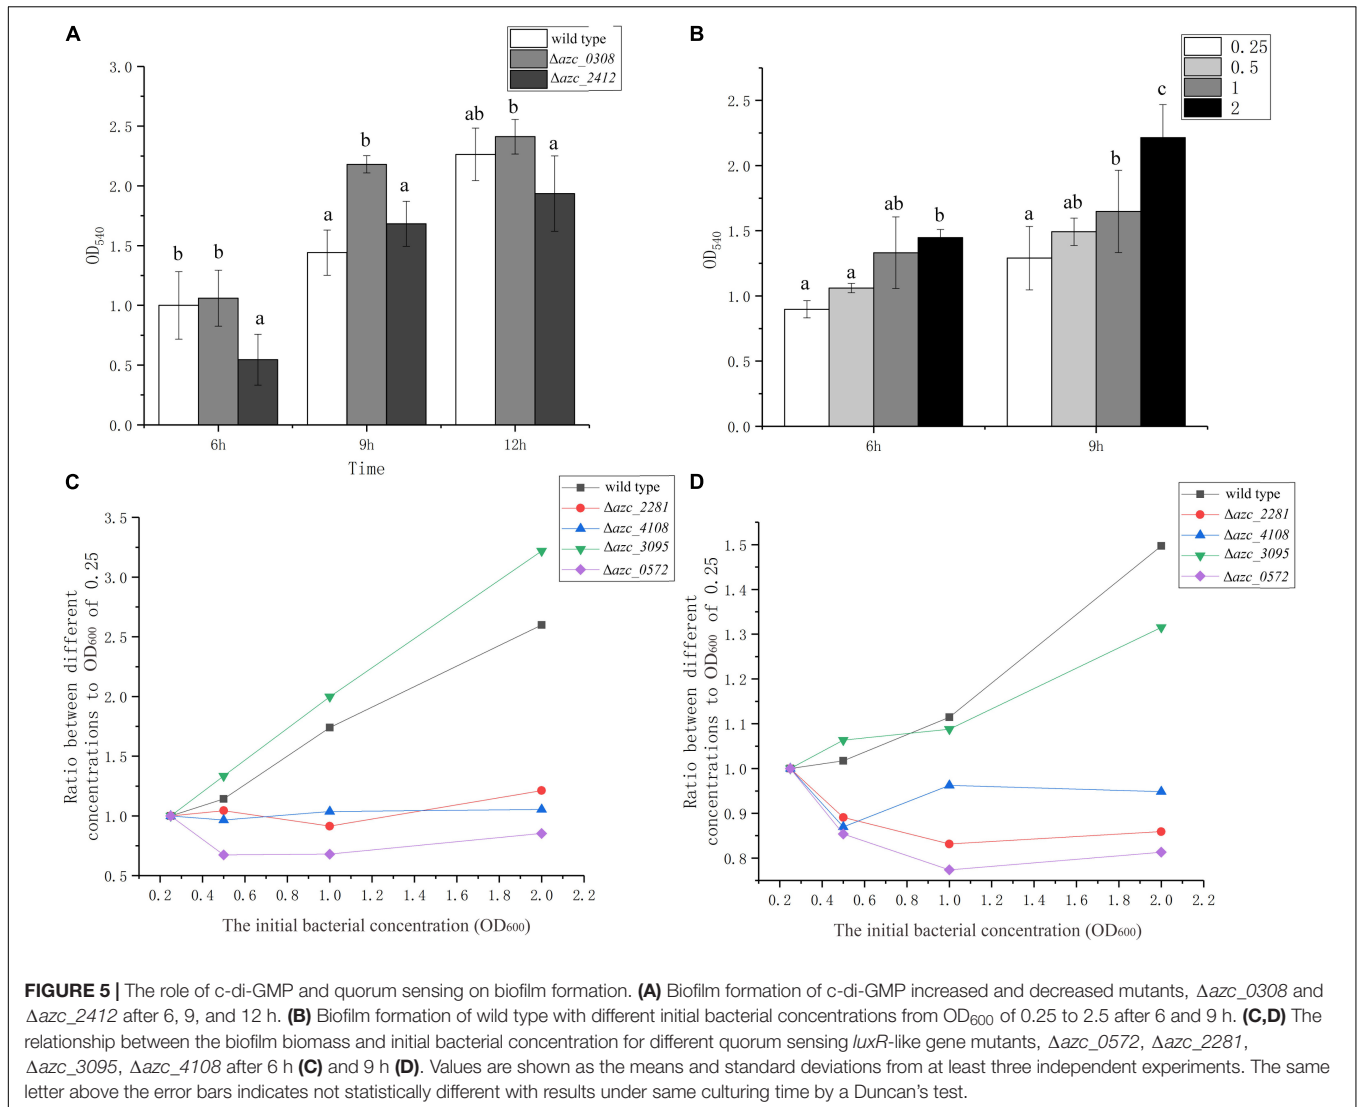 A
wild type
Δazc_0308
Δazc_2412
3.0
2.5
2.0
1.5
1.0
0.5
0.0
OD540
b
b
a
a
b
a
ab
b
a
6h
9h
12h
Time
B
0.25
0.5
1
2
2.5
2.0
1.5
1.0
0.5
0.0
OD540
a
a
ab
b
a
ab
b
c
6h
9h
C
wild type
Δazc_2281
Δazc_4108
Δazc_3095
Δazc_0572
3.5
3.0
2.5
2.0
1.5
1.0
0.5
Ratio between different
concentrations to OD600 of 0.25
0.2 0.4 0.6 0.8 1.0 1.2 1.4 1.6 1.8 2.0 2.2
The initial bacterial concentration (OD600)
D
wild type
Δazc_2281
Δazc_4108
Δazc_3095
Δazc_0572
1.5
1.4
1.3
1.2
1.1
1.0
0.9
0.8
Ratio between different
concentrations to OD600 of 0.25
0.2 0.4 0.6 0.8 1.0 1.2 1.4 1.6 1.8 2.0 2.2
The initial bacterial concentration (OD600)
FIGURE 5 | The role of c-di-GMP and quorum sensing on biofilm formation. (A) Biofilm formation of c-di-GMP increased and decreased mutants, Δazc_0308 and
Δazc_2412 after 6, 9, and 12 h. (B) Biofilm formation of wild type with different initial bacterial concentrations from OD600 of 0.25 to 2.5 after 6 and 9 h. (C,D) The
relationship between the biofilm biomass and initial bacterial concentration for different quorum sensing luxR-like gene mutants, Δazc_0572, Δazc_2281,
Δazc_3095, Δazc_4108 after 6 h (C) and 9 h (D). Values are shown as the means and standard deviations from at least three independent experiments. The same
letter above the error bars indicates not statistically different with results under same culturing time by a Duncan's test.